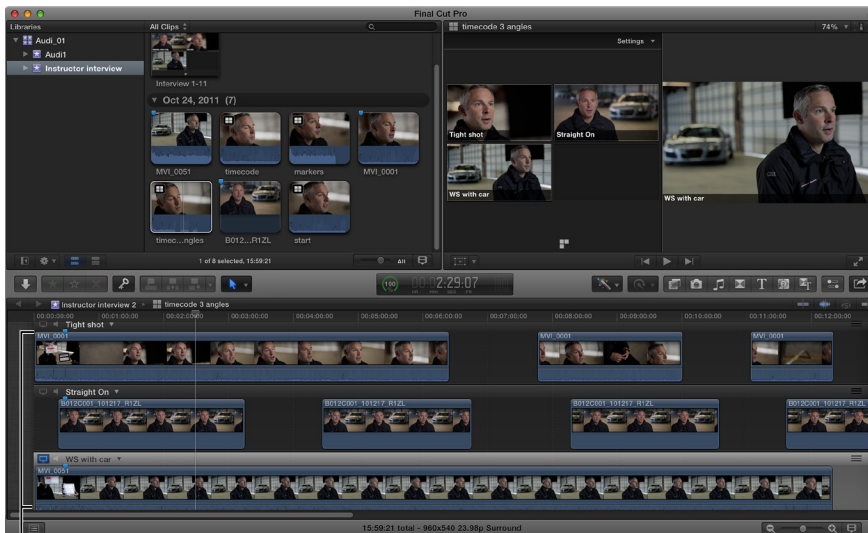 Final Cut Pro
Libraries
All Clips
timecode 3 angles
74%
Audi_01
Audi1
Instructor interview
Settings
Interview 1-11
Oct 24, 2011 (7)
Tight shot
Straight On
MVI_0051
timecode
markers
MVI_0001
WS with car
WS with car
timec...ngles
B012...R1ZL
start
1 of 8 selected, 15:59:21
All
100
2:29:07
Instructor interview 2
timecode 3 angles
00:00:00:00
00:01:00:00
00:02:00:00
00:03:00:00
00:04:00:00
00:05:00:00
00:06:00:00
00:07:00:00
00:08:00:00
00:09:00:00
00:10:00:00
00:11:00:00
00:12:00:00
Tight shot
MVI_0001
MVI_0001
MVI_0001
Straight On
B012C001_101217_R1ZL
B012C001_101217_R1ZL
B012C001_101217_R1ZL
B012C001_101217_R1ZL
WS with car
MVI_0051
15:59:21 total - 960x540 23.98p Surround